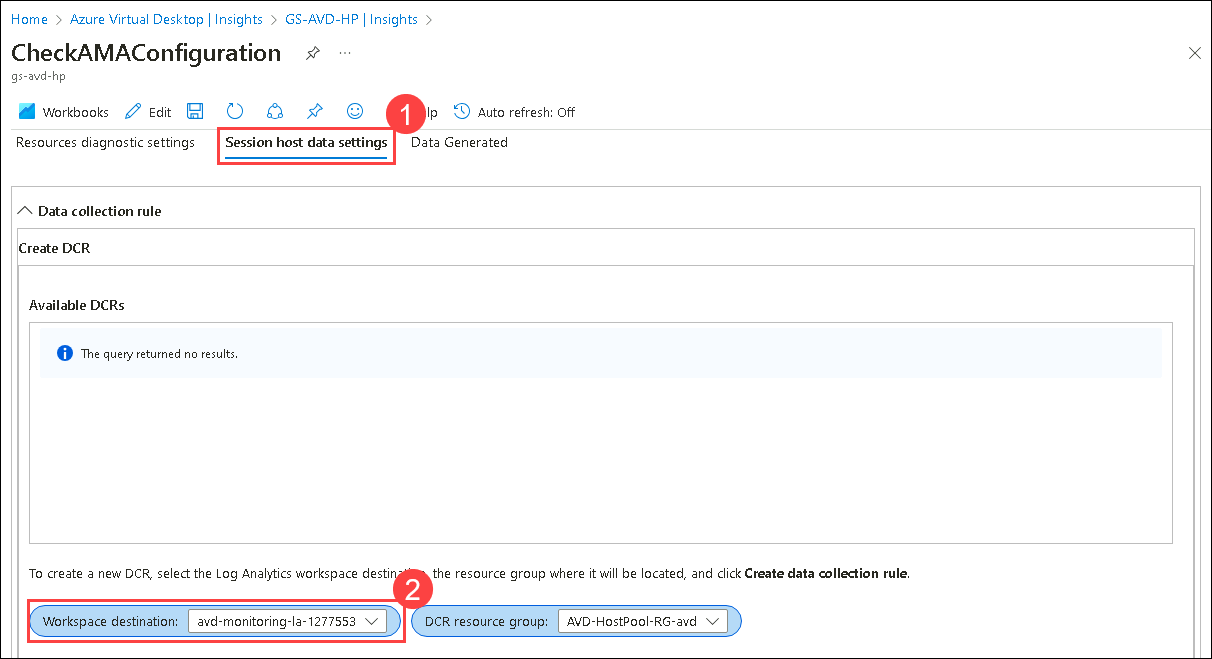 Home > Azure Virtual Desktop | Insights > GS-AVD-HP | Insights >
CheckAMAConfiguration
gs-avd-hp
Workbooks Edit lp Auto refresh: Off
1
Resources diagnostic settings Session host data settings Data Generated
Data collection rule
Create DCR
Available DCRs
The query returned no results.
To create a new DCR, select the Log Analytics workspace destina the resource group where it will be located, and click Create data collection rule.
2
Workspace destination: avd-monitoring-la-1277553 DCR resource group: AVD-HostPool-RG-avd